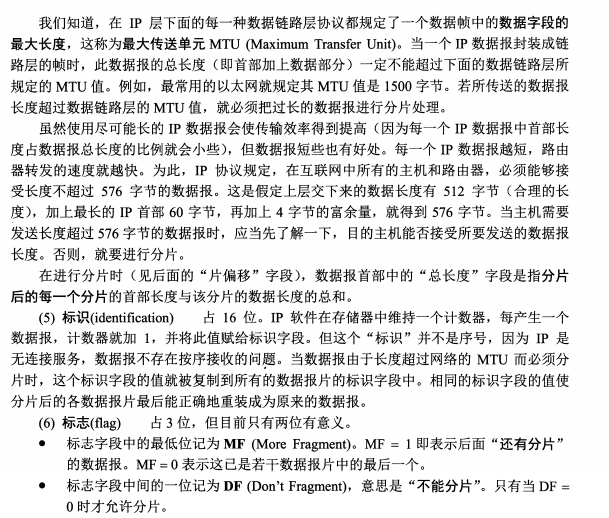 我们知道，在 IP 层下面的每一种数据链路层协议都规定了一个数据帧中的数据字段的
最大长度，这称为最大传送单元 MTU (Maximum Transfer Unit)。当一个 IP 数据报封装成链
路层的帧时，此数据报的总长度（即首部加上数据部分）一定不能超过下面的数据链路层所
规定的 MTU 值。例如，最常用的以太网就规定其 MTU 值是 1500 字节。若所传送的数据报
长度超过数据链路层的 MTU 值，就必须把过长的数据报进行分片处理。
虽然使用尽可能长的 IP 数据报会使传输效率得到提高（因为每一个 IP 数据报中首部长
度占数据报总长度的比例就会小些），但数据报短些也有好处。每一个 IP 数据报越短，路由
器转发的速度就越快。为此，IP 协议规定，在互联网中所有的主机和路由器，必须能够接
受长度不超过 576 字节的数据报。这是假定上层交下来的数据长度有 512 字节（合理的长
度），加上最长的 IP 首部 60 字节，再加上 4 字节的富余量，就得到 576 字节。当主机需要
发送长度超过 576 字节的数据报时，应当先了解一下，目的主机能否接受所要发送的数据报
长度。否则，就要进行分片。
在进行分片时（见后面的“片偏移”字段），数据报首部中的“总长度”字段是指分片
后的每一个分片的首部长度与该分片的数据长度的总和。
(5) 标识(identification) 占 16 位。IP 软件在存储器中维持一个计数器，每产生一个
数据报，计数器就加 1，并将此值赋给标识字段。但这个“标识”并不是序号，因为 IP 是
无连接服务，数据报不存在按序接收的问题。当数据报由于长度超过网络的 MTU 而必须分
片时，这个标识字段的值就被复制到所有的数据报片的标识字段中。相同的标识字段的值使
分片后的各数据报片最后能正确地重装成为原来的数据报。
(6) 标志(flag) 占 3 位，但目前只有两位有意义。
● 标志字段中的最低位记为 MF (More Fragment)。MF = 1 即表示后面“还有分片”
的数据报。MF = 0 表示这已是若干数据报片中的最后一个。
● 标志字段中间的一位记为 DF (Don't Fragment)，意思是“不能分片”。只有当 DF =
0 时才允许分片。